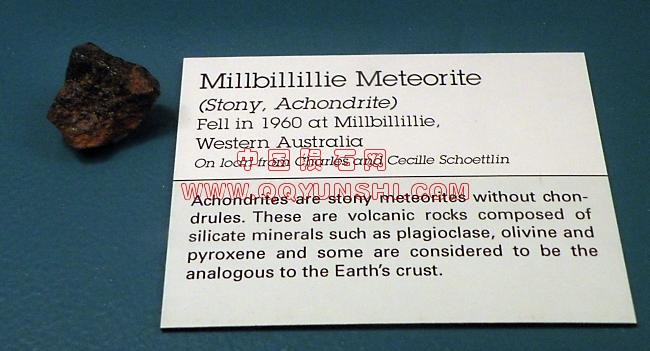 Millbillillie Meteorite
(Stony, Achondrite)
Fell in 1960 at Millbillillie,
Western Australia
On loan from Charles and Cecille Schoettlin
中国陨石网
WWW.QQYUNSHI.COM
Achondrites are stony meteorites without chon-
drules. These are volcanic rocks composed of
silicate minerals such as plagioclase, olivine and
pyroxene and some are considered to be the
analogous to the Earth's crust.